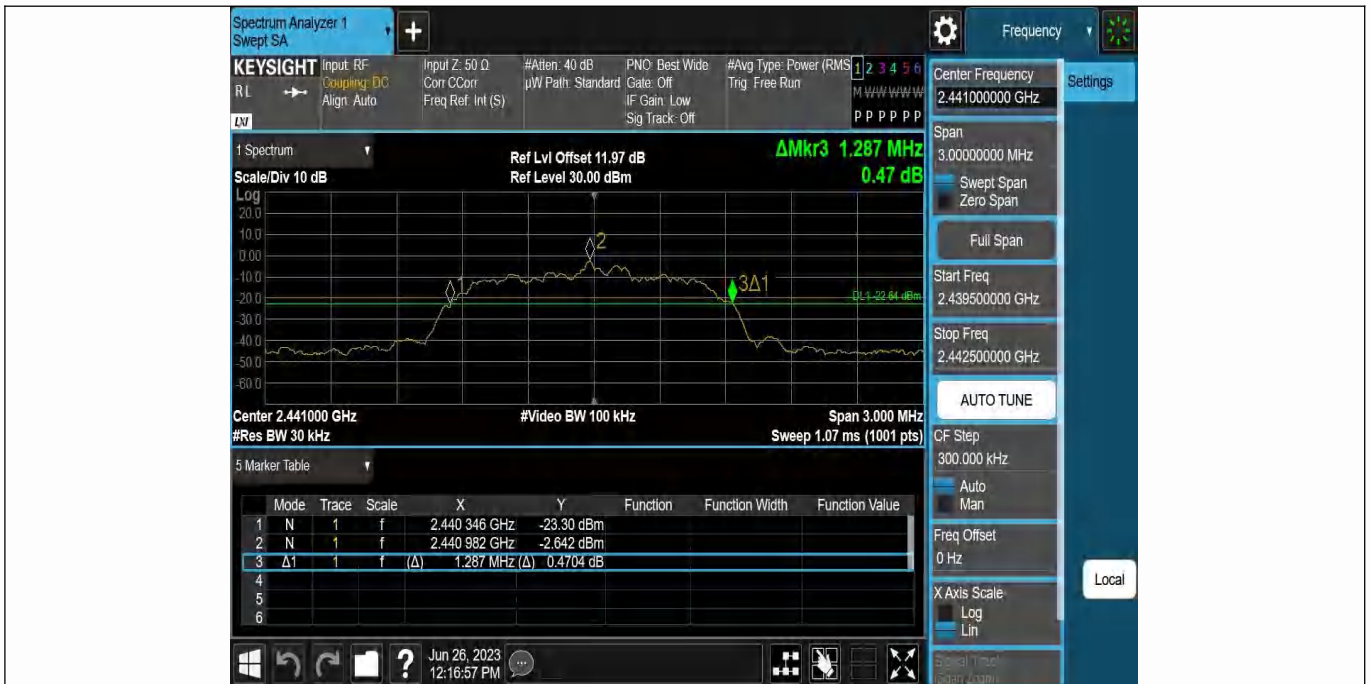 Spectrum Analyzer 1
Swept SA
+
Frequency
KEYSIGHT
RL
LXI
Input: RF
Coupling: DC
Align: Auto
Input Z: 50 Ω
Corr CCorr
Freq Ref: Int (S)
#Atten: 40 dB
µW Path: Standard
PNO: Best Wide
Gate: Off
IF Gain: Low
Sig Track: Off
#Avg Type: Power (RMS
Trig: Free Run
1 2 3 4 5 6
M W W W W W
P P P P P P
Center Frequency
2.441000000 GHz
Settings
Span
3.00000000 MHz
Swept Span
Zero Span
Full Span
Start Freq
2.439500000 GHz
Stop Freq
2.442500000 GHz
AUTO TUNE
CF Step
300.000 kHz
Auto
Man
Freq Offset
0 Hz
X Axis Scale
Log
Lin
Signal Track
(Span Zoom)
Local
1 Spectrum
Scale/Div 10 dB
Ref Lvl Offset 11.97 dB
Ref Level 30.00 dBm
ΔMkr3 1.287 MHz
0.47 dB
Log
20.0
10.0
0.00
-10.0
-20.0
-30.0
-40.0
-50.0
-60.0
1
2
3Δ1
DL1 -22.64 dBm
Center 2.441000 GHz
#Video BW 100 kHz
Span 3.000 MHz
#Res BW 30 kHz
Sweep 1.07 ms (1001 pts)
5 Marker Table
Mode Trace Scale X Y Function Function Width Function Value
1 N 1 f 2.440 346 GHz -23.30 dBm
2 N 1 f 2.440 982 GHz -2.642 dBm
3 Δ1 1 f (Δ) 1.287 MHz (Δ) 0.4704 dB
4
5
6
?
Jun 26, 2023
12:16:57 PM